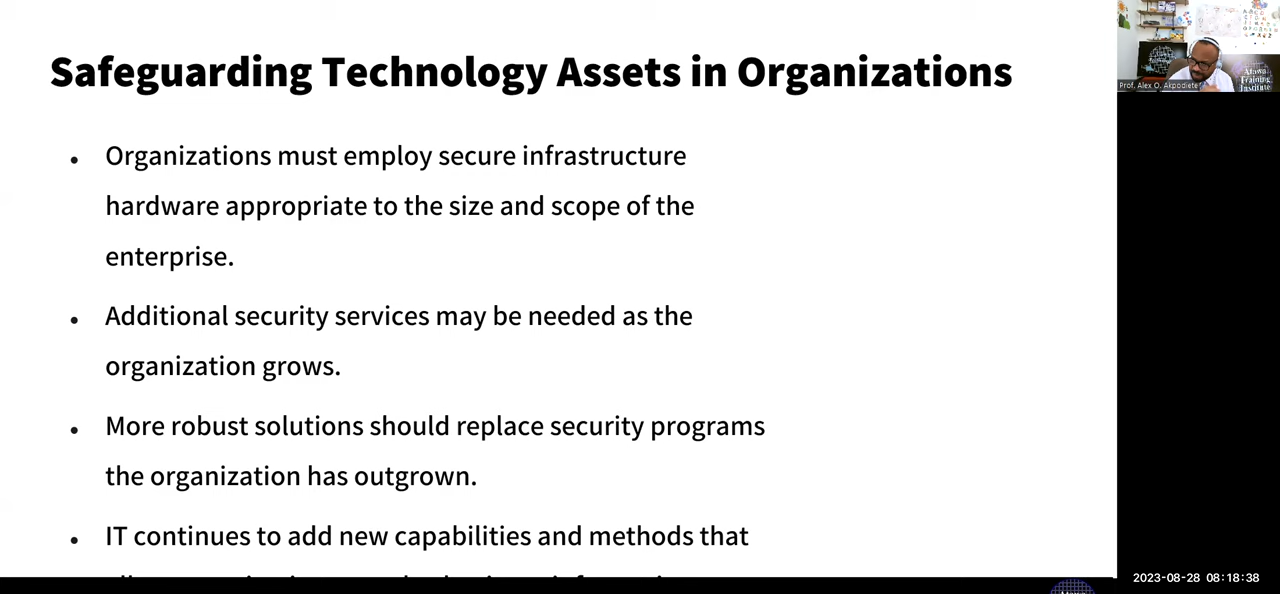 Safeguarding Technology Assets in Organizations
Organizations must employ secure infrastructure
hardware appropriate to the size and scope of the
enterprise.
Additional security services may be needed as the
organization grows.
More robust solutions should replace security programs
the organization has outgrown.
IT continues to add new capabilities and methods that
Prof. Alex O. Akpodiete
Atawa
Training
Institute
2023-08-28 08:18:38